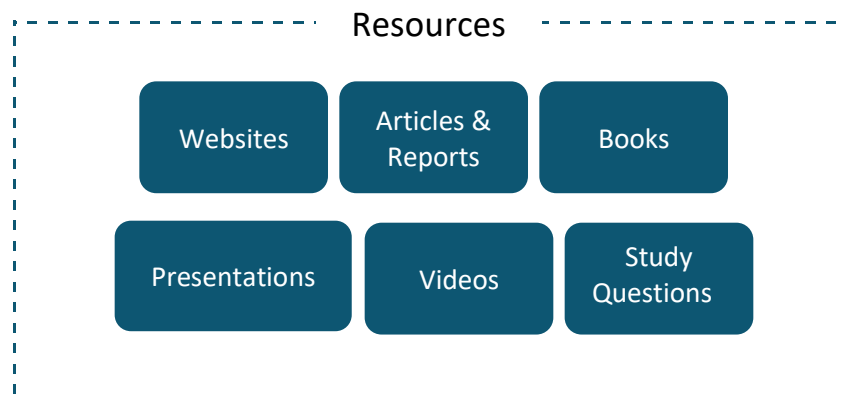 Resources
Websites
Articles &
Reports
Books
Presentations
Videos
Study
Questions